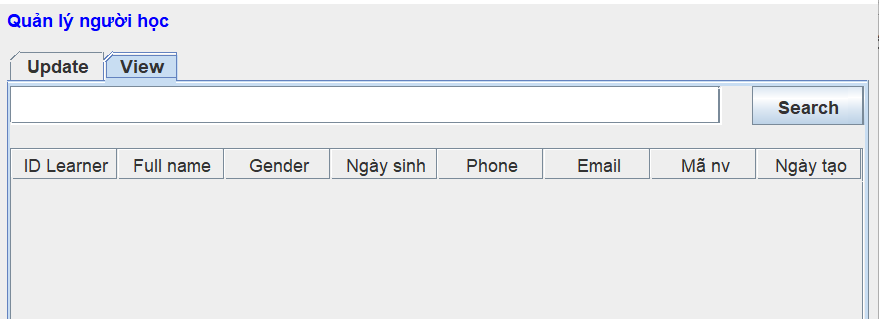 Quản lý người học
Update View
Search
ID Learner Full name Gender Ngày sinh Phone Email Mã nv Ngày tạo